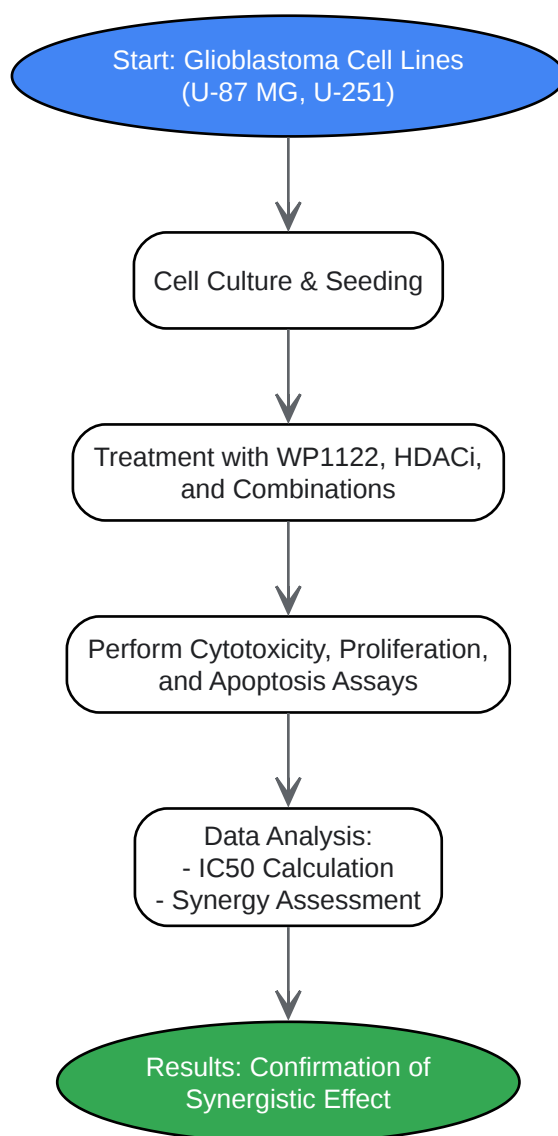 Start: Glioblastoma Cell Lines
(U-87 MG, U-251)
Cell Culture & Seeding
Treatment with WP1122, HDACi,
and Combinations
Perform Cytotoxicity, Proliferation,
and Apoptosis Assays
Data Analysis:
- IC50 Calculation
- Synergy Assessment
Results: Confirmation of
Synergistic Effect